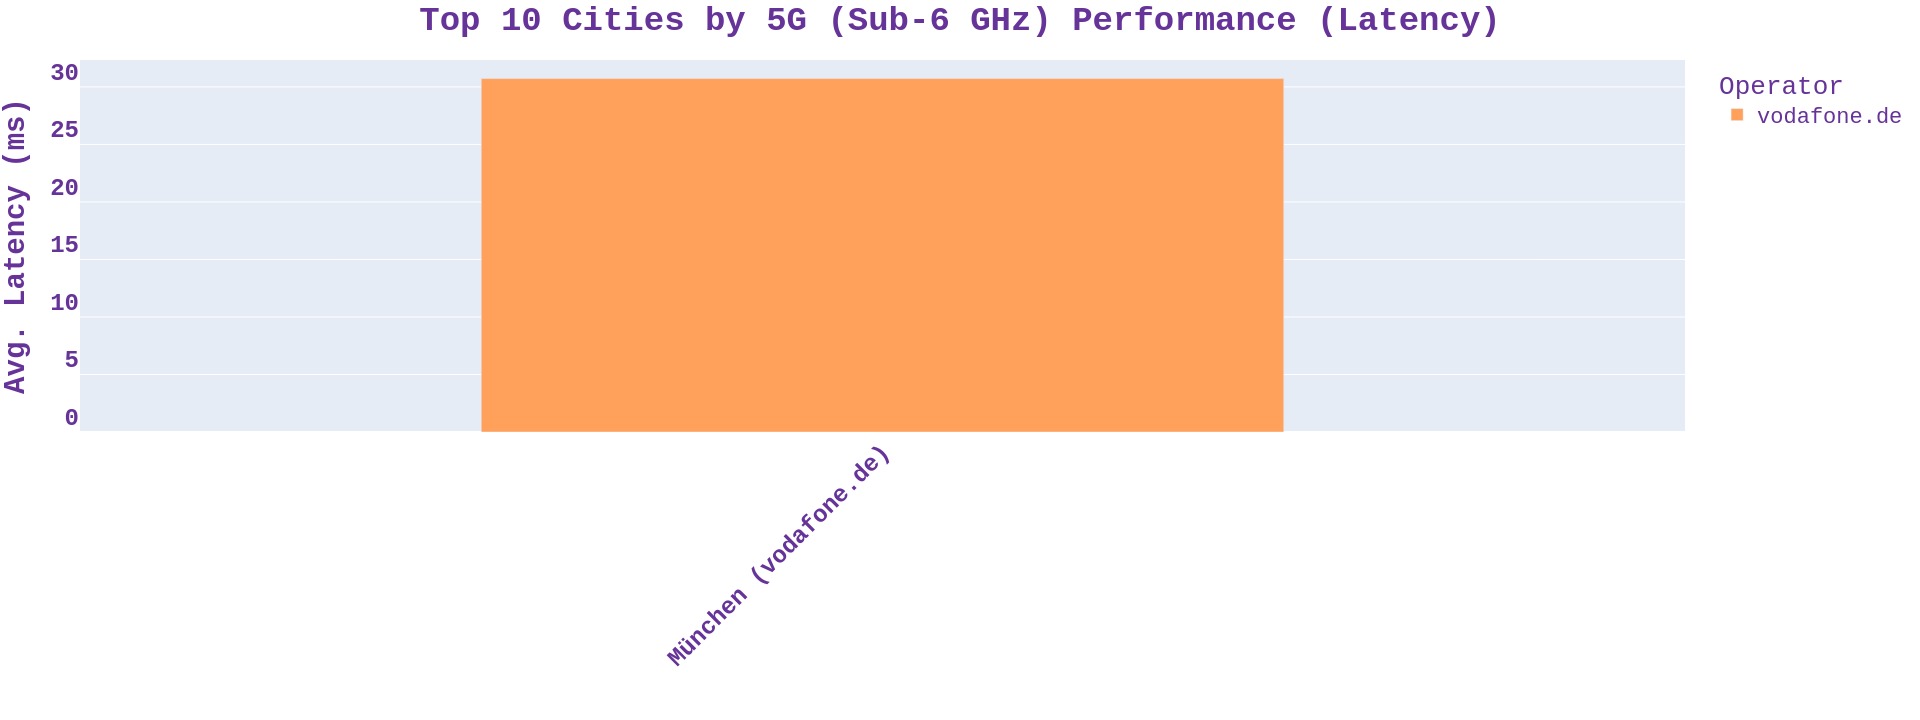 Top 10 Cities by 5G (Sub-6 GHz) Performance (Latency)
Avg. Latency (ms)
30
25
20
15
10
5
0
München (vodafone.de)
Operator
vodafone.de